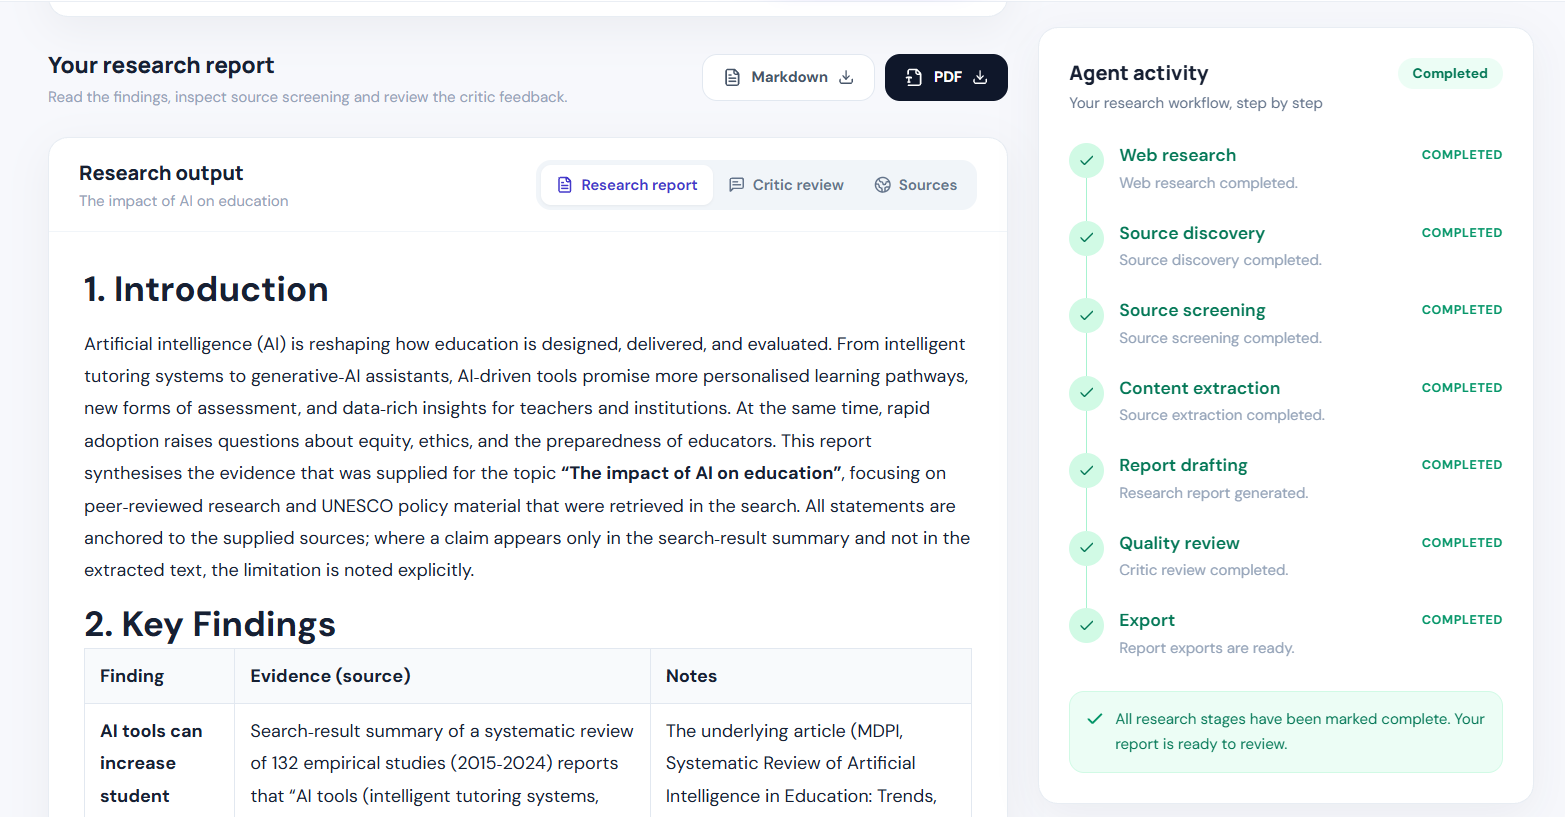 Your research report
Read the findings, inspect source screening and review the critic feedback.
Markdown
PDF
Research output
The impact of AI on education
Research report
Critic review
Sources
1. Introduction
Artificial intelligence (AI) is reshaping how education is designed, delivered, and evaluated. From intelligent
tutoring systems to generative-AI assistants, AI-driven tools promise more personalised learning pathways,
new forms of assessment, and data-rich insights for teachers and institutions. At the same time, rapid
adoption raises questions about equity, ethics, and the preparedness of educators. This report
synthesises the evidence that was supplied for the topic “The impact of AI on education”, focusing on
peer-reviewed research and UNESCO policy material that were retrieved in the search. All statements are
anchored to the supplied sources; where a claim appears only in the search-result summary and not in the
extracted text, the limitation is noted explicitly.
2. Key Findings
Finding
Evidence (source)
Notes
AI tools can
increase
student
Search-result summary of a systematic review
of 132 empirical studies (2015-2024) reports
that “AI tools (intelligent tutoring systems,
The underlying article (MDPI,
Systematic Review of Artificial
Intelligence in Education: Trends,
Agent activity
Completed
Your research workflow, step by step
Web research
COMPLETED
Web research completed.
Source discovery
COMPLETED
Source discovery completed.
Source screening
COMPLETED
Source screening completed.
Content extraction
COMPLETED
Source extraction completed.
Report drafting
COMPLETED
Research report generated.
Quality review
COMPLETED
Critic review completed.
Export
COMPLETED
Report exports are ready.
All research stages have been marked complete. Your
report is ready to review.